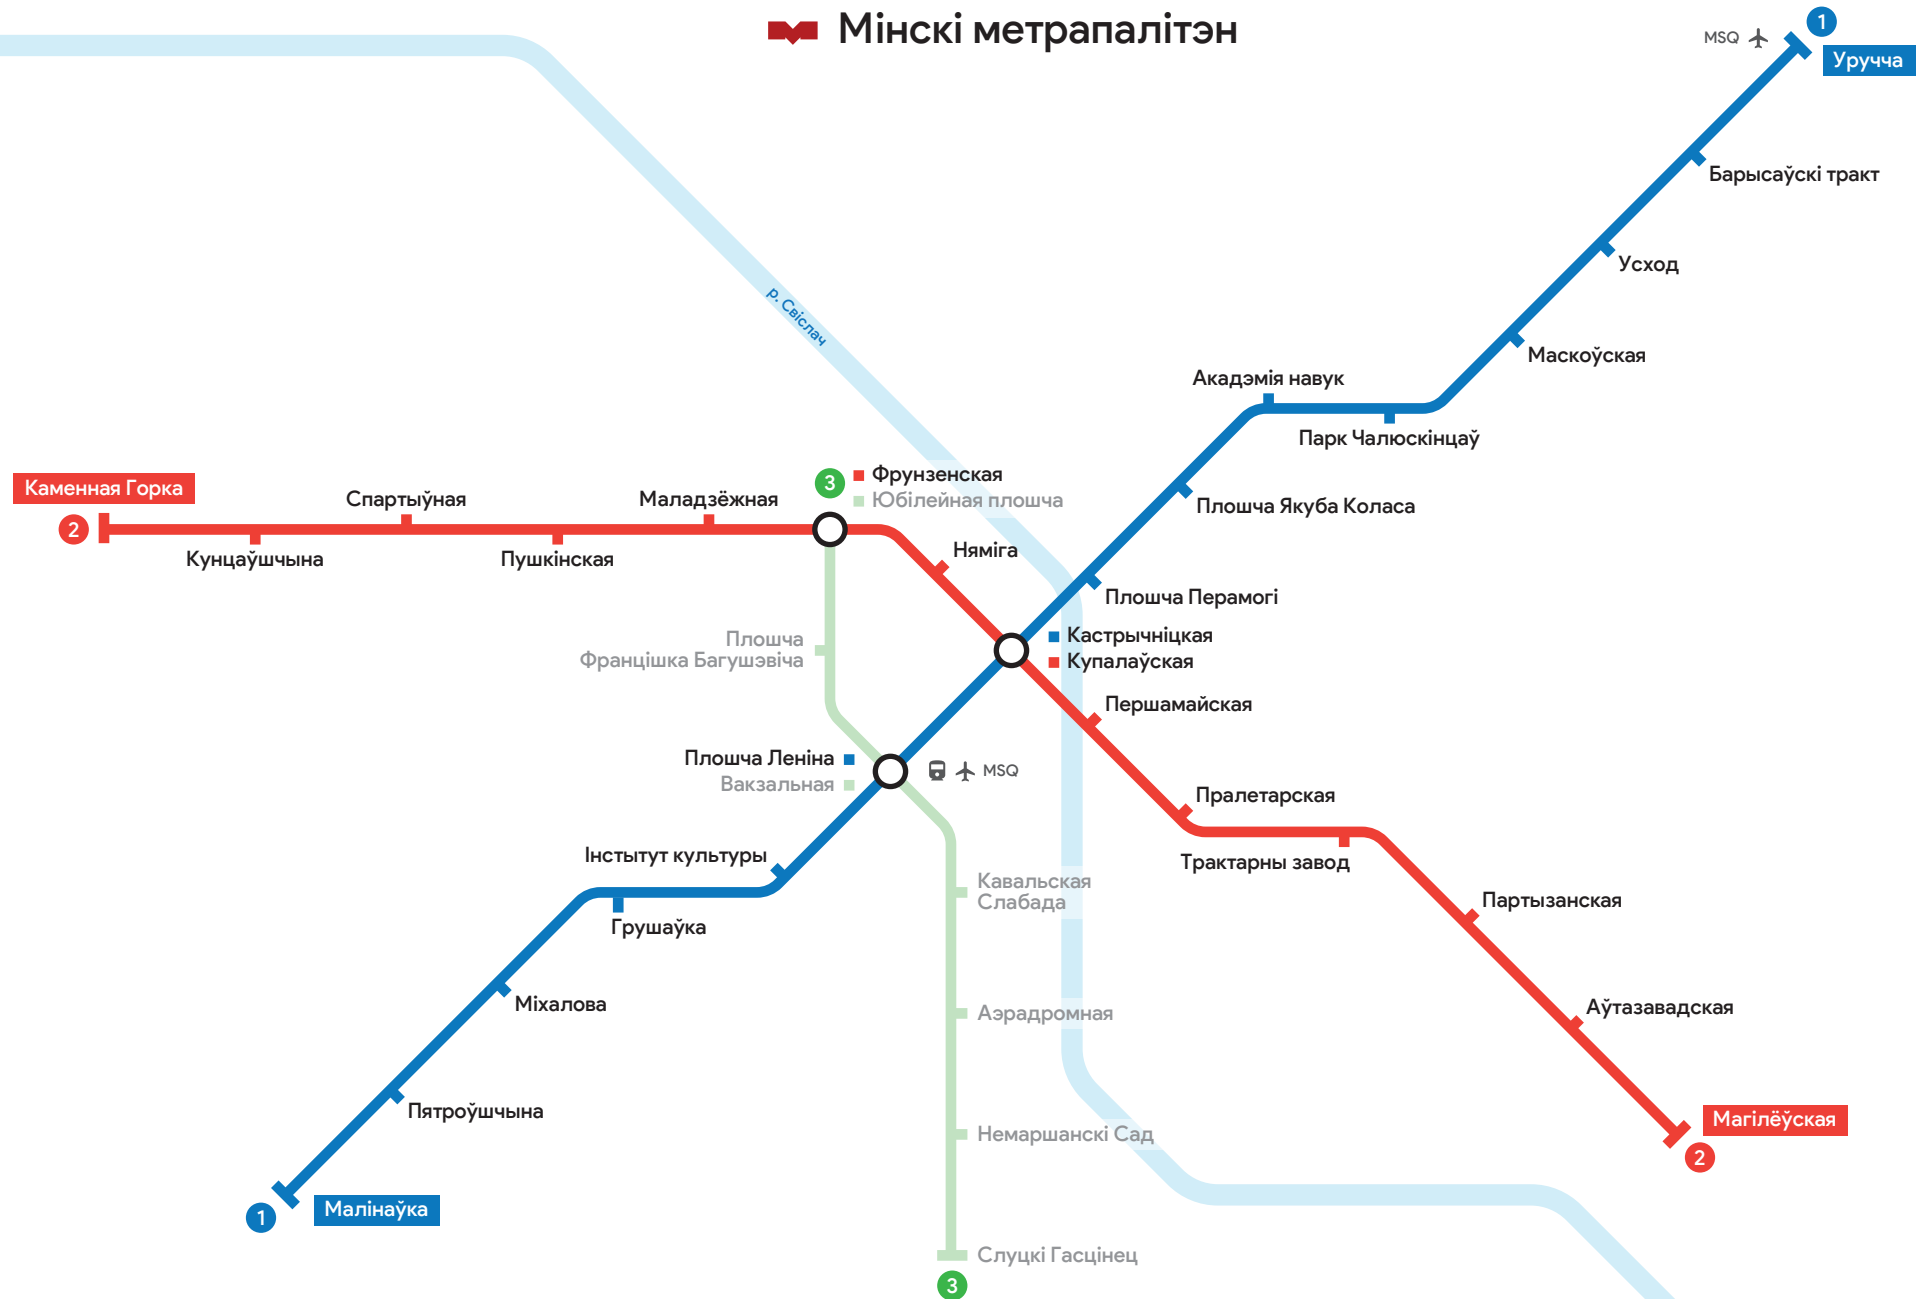 Мінскі метрапалітэн
1
MSQ
Уручча
Барысаўскі тракт
Усход
р. Свіслач
Маскоўская
Акадэмія навук
Парк Чалюскінцаў
Фрунзенская
3
Юбілейная плошча
Каменная Горка
Спартыўная
Маладзёжная
Плошча Якуба Коласа
2
Кунцаўшчына
Пушкінская
Няміга
Плошча Перамогі
Плошча
Францішка Багушэвіча
Кастрычніцкая
Купалаўская
Першамайская
Плошча Леніна
Вакзальная
MSQ
Пралетарская
Трактарны завод
Інстытут культуры
Грушаўка
Кавальская
Слабада
Партызанская
Міхалова
Аэрадромная
Аўтазавадская
Пятроўшчына
Немаршанскі Сад
Магілёўская
2
Малінаўка
1
Слуцкі Гасцінец
3